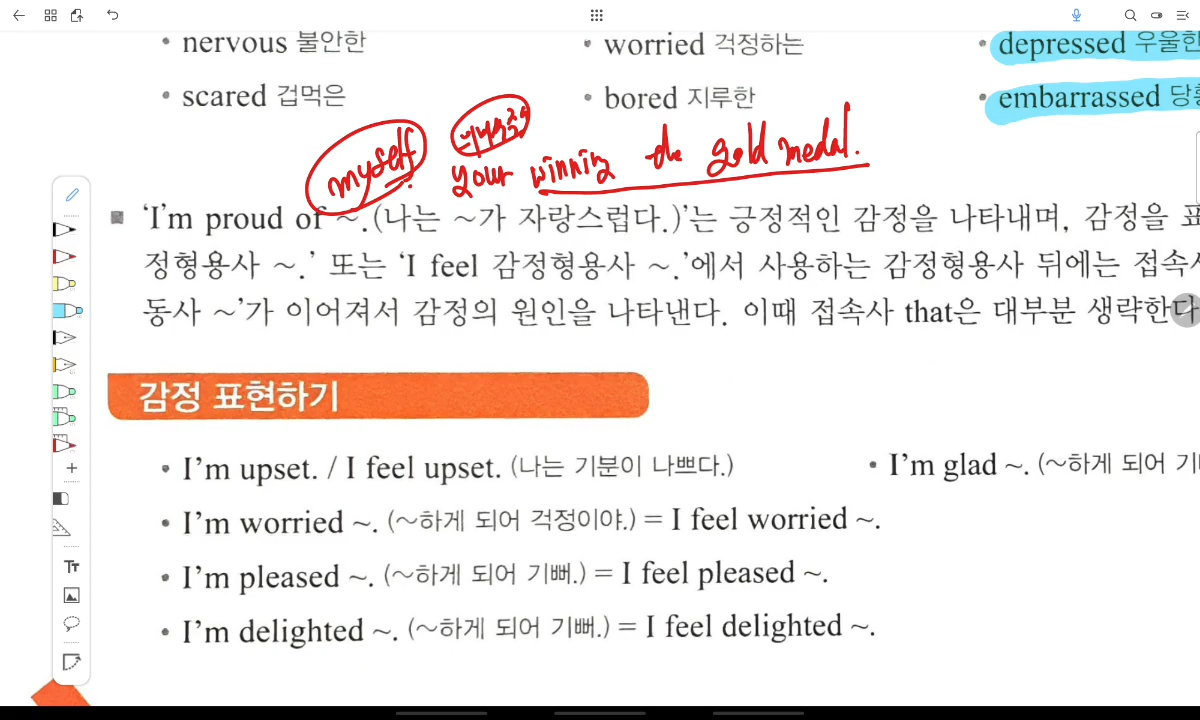 • nervous 불안한
• worried 걱정하는
• depressed 우울한
• scared 겁먹은
• bored 지루한
• embarrassed 당황
myself
your winning the gold medal.
'I'm proud of ~.(나는 ~가 자랑스럽다.)'는 긍정적인 감정을 나타내며, 감정을 표
정형용사 ~.' 또는 'I feel 감정형용사 ~.'에서 사용하는 감정형용사 뒤에는 접속사
동사 ~'가 이어져서 감정의 원인을 나타낸다. 이때 접속사 that은 대부분 생략한다
감정 표현하기
• I'm upset. / I feel upset. (나는 기분이 나쁘다.)
• I'm glad ~. (~하게 되어 기
• I'm worried ~. (~하게 되어 걱정이야.) = I feel worried ~.
• I'm pleased ~. (~하게 되어 기뻐.) = I feel pleased ~.
• I'm delighted ~. (~하게 되어 기뻐.) = I feel delighted ~.
Tт